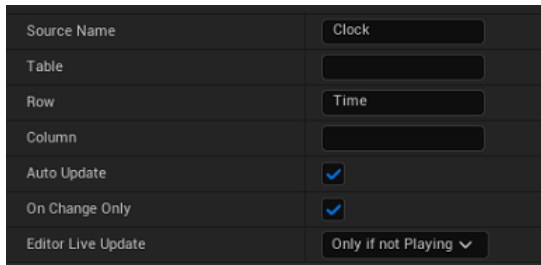 Source Name Clock
Table
Row Time
Column
Auto Update
On Change Only
Editor Live Update Only if not Playing